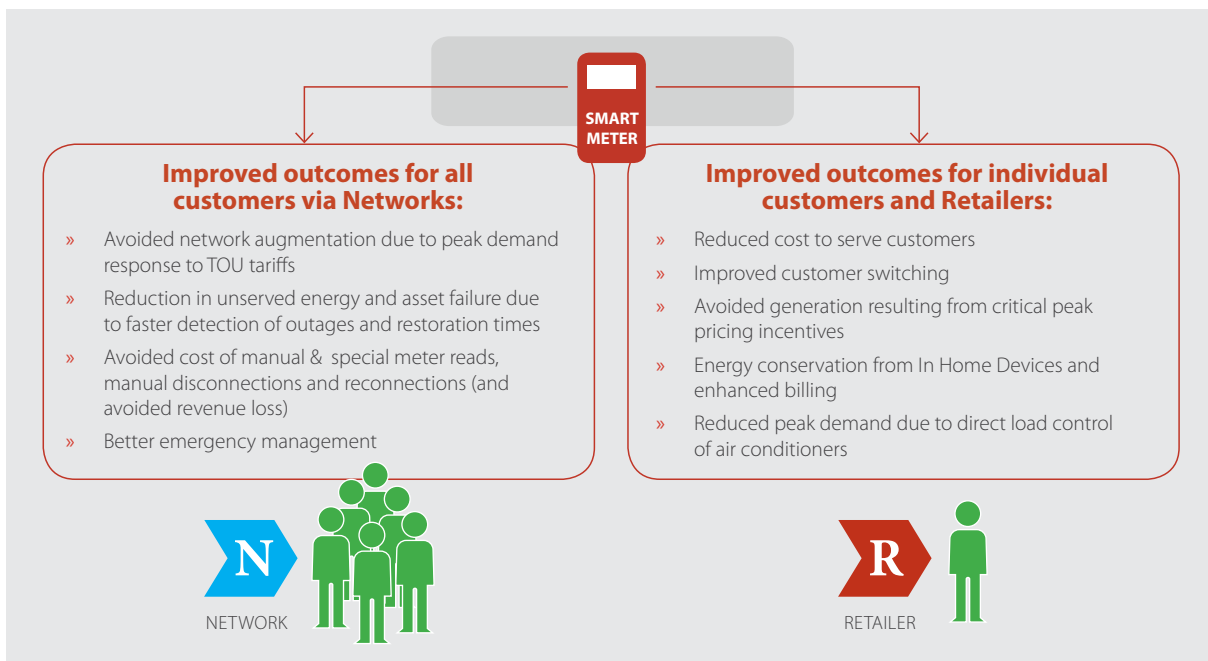 SMART
METER
Improved outcomes for all
customers via Networks:
» Avoided network augmentation due to peak demand
response to TOU tariffs
» Reduction in unserved energy and asset failure due
to faster detection of outages and restoration times
» Avoided cost of manual & special meter reads,
manual disconnections and reconnections (and
avoided revenue loss)
» Better emergency management
N
NETWORK
Improved outcomes for individual
customers and Retailers:
» Reduced cost to serve customers
» Improved customer switching
» Avoided generation resulting from critical peak
pricing incentives
» Energy conservation from In Home Devices and
enhanced billing
» Reduced peak demand due to direct load control
of air conditioners
R
RETAILER